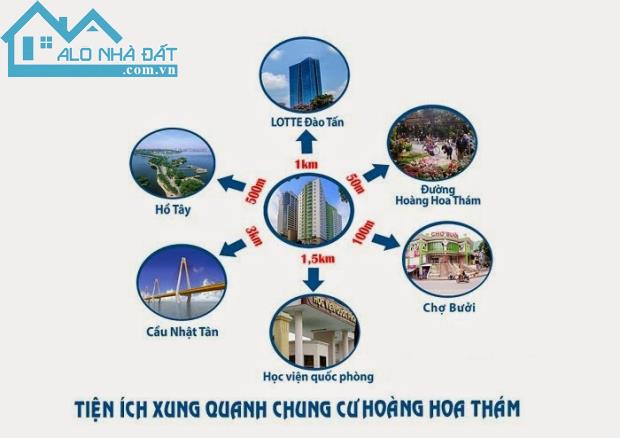 ALO NHÀ ĐẤT
.com.vn
LOTTE Đào Tấn
1km
50m
Đường
Hoàng Hoa Thám
500m
Hồ Tây
100m
CHỢ BƯỞI
Chợ Bưởi
3km
Cầu Nhật Tân
1,5km
Học viện quốc phòng
TIỆN ÍCH XUNG QUANH CHUNG CƯ HOÀNG HOA THÁM